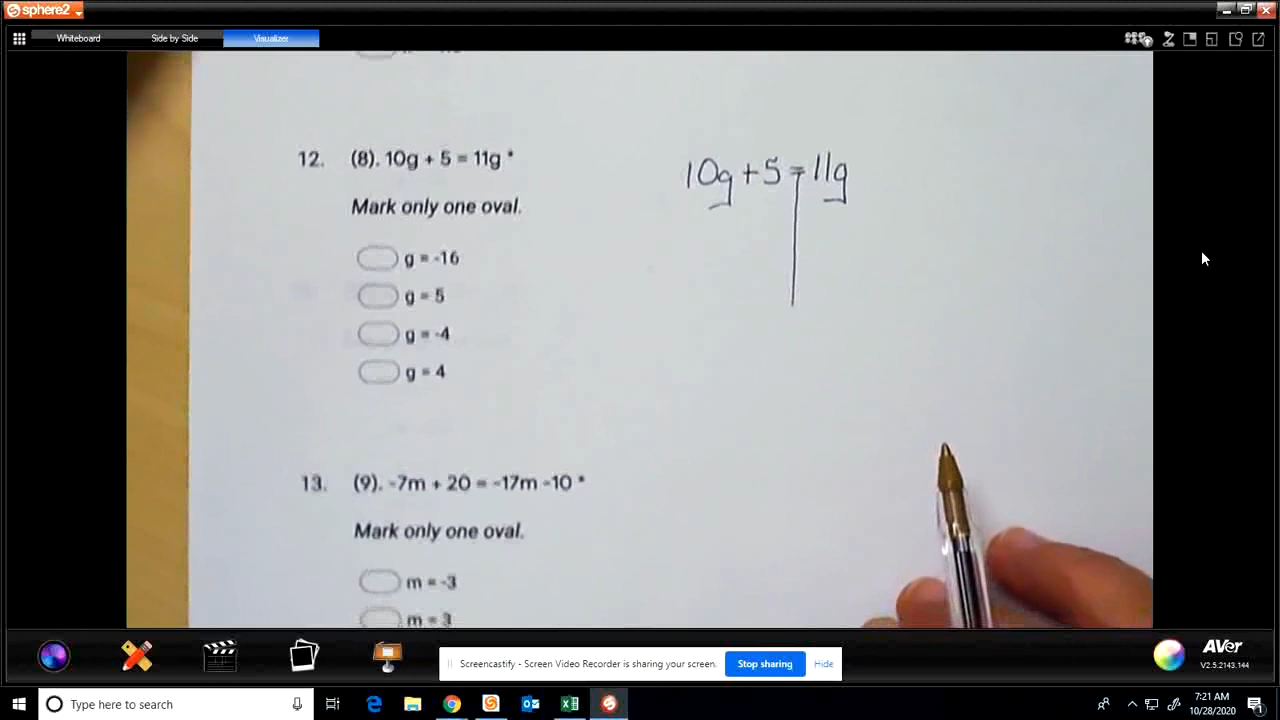 sphere2
Whiteboard
Side by Side
Visualizer
12. (8). 10g + 5 = 11g *
Mark only one oval.
g = -16
g = 5
g = -4
g = 4
10g + 5 = 11g
13. (9). -7m + 20 = -17m -10 *
Mark only one oval.
m = -3
m = 3
Screencastify - Screen Video Recorder is sharing your screen.
Stop sharing
Hide
AVer
V2.5.2143.144
Type here to search
7:21 AM
10/28/2020